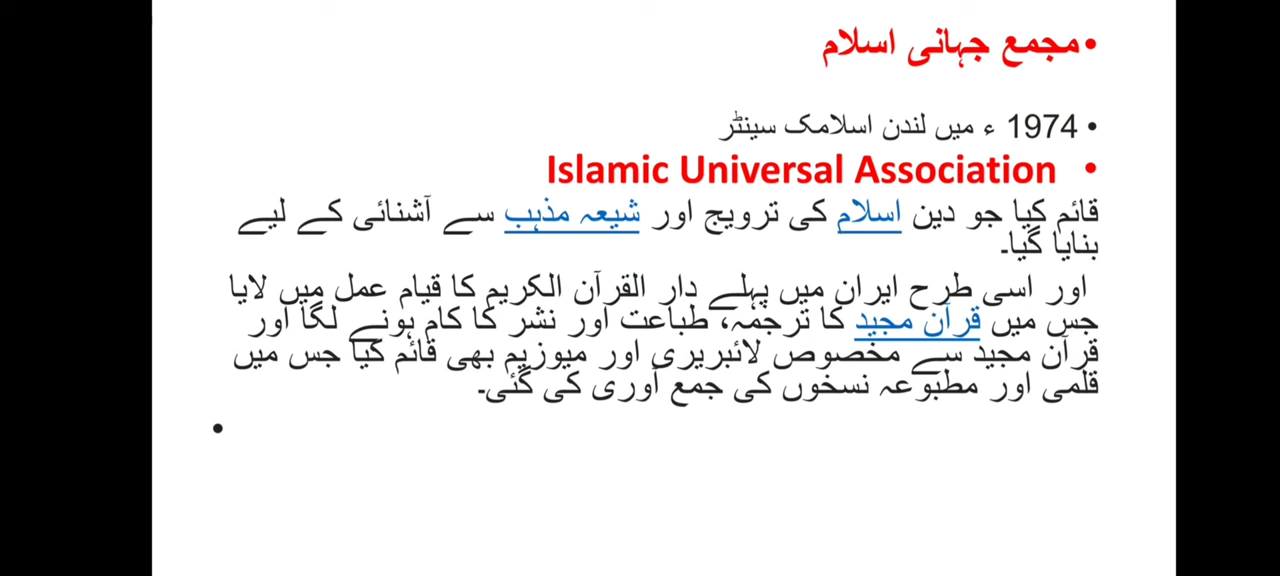 • مجمع جہانی اسلام
• 1974 ء میں لندن اسلامک سینٹر
• Islamic Universal Association
قائم کیا جو دین اسلام کی ترویج اور شیعہ مذہب سے آشنائی کے لیے
بنایا گیا۔
اور اسی طرح ایران میں پہلے دار القرآن الکریم کا قیام عمل میں لایا
جس میں قرآن مجید کا ترجمہ، طباعت اور نشر کا کام ہونے لگا اور
قرآن مجید سے مخصوص لائبریری اور میوزیم بھی قائم کیا جس میں
قلمی اور مطبوعہ نسخوں کی جمع آوری کی گئی۔
•